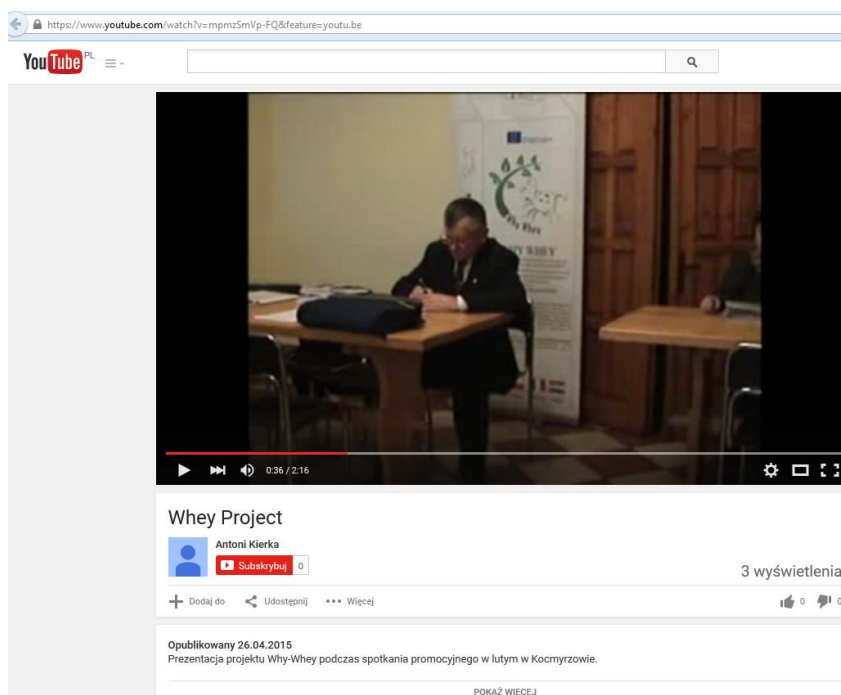 https://www.youtube.com/watch?v=mpmzSmVp-FQ&feature=youtu.be
YouTube PL
WHEY
0:36 / 2:16
Whey Project
Antoni Kierka
Subskrybuj 0
3 wyświetlenia
Dodaj do Udostępnij Więcej
0 0
Opublikowany 26.04.2015
Prezentacja projektu Why-Whey podczas spotkania promocyjnego w lutym w Kocmyrzowie.
POKAŻ WIĘCEJ